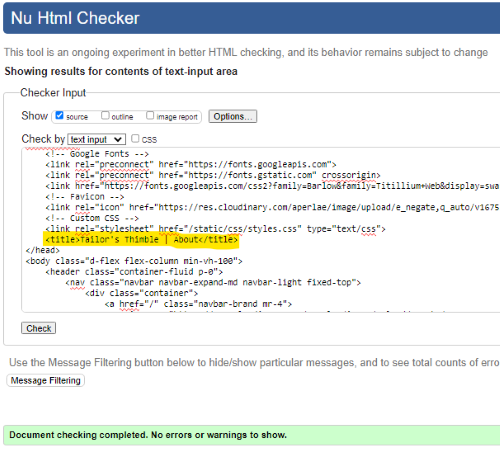 Nu Html Checker
This tool is an ongoing experiment in better HTML checking, and its behavior remains subject to change
Showing results for contents of text-input area
Checker Input
Show source outline image report Options...
Check by text input CSS
<!-- Google Fonts -->
<link rel="preconnect" href="https://fonts.googleapis.com">
<link rel="preconnect" href="https://fonts.gstatic.com" crossorigin>
<link href="https://fonts.googleapis.com/css2?family=Barlow&family=Titillium+Web&display=swa
<!-- Favicon -->
<link rel="icon" href="https://res.cloudinary.com/aperlae/image/upload/e_negate,q_auto/v1675
<!-- Custom CSS -->
<link rel="stylesheet" href="/static/css/styles.css" type="text/css">
<title>Tailor's Thimble | About</title>
</head>
<body class="d-flex flex-column min-vh-100">
<header class="container-fluid p-0">
<nav class="navbar navbar-expand-md navbar-light fixed-top">
<div class="container">
<a href="/" class="navbar-brand mr-4">
Check
Use the Message Filtering button below to hide/show particular messages, and to see total counts of erro
Message Filtering
Document checking completed. No errors or warnings to show.